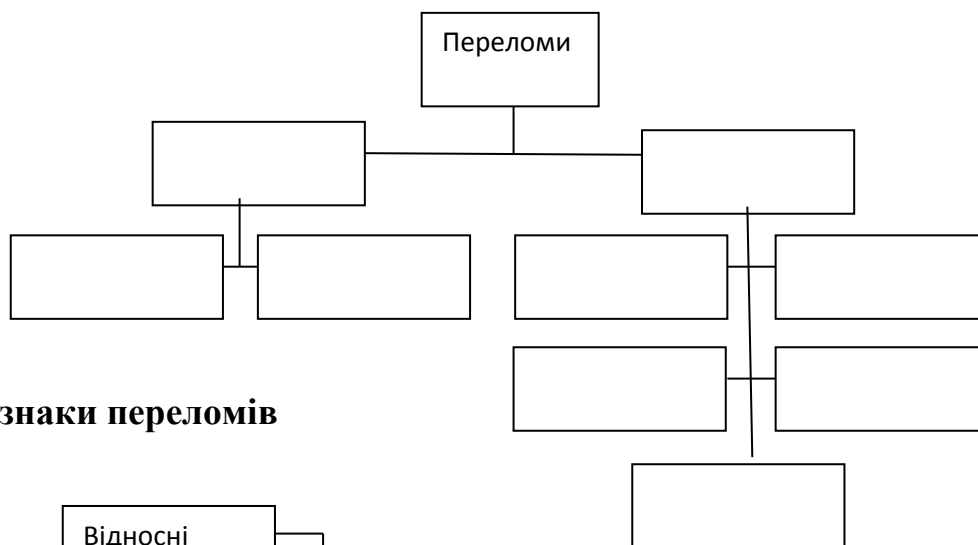 Переломи
знаки переломів
Відносні